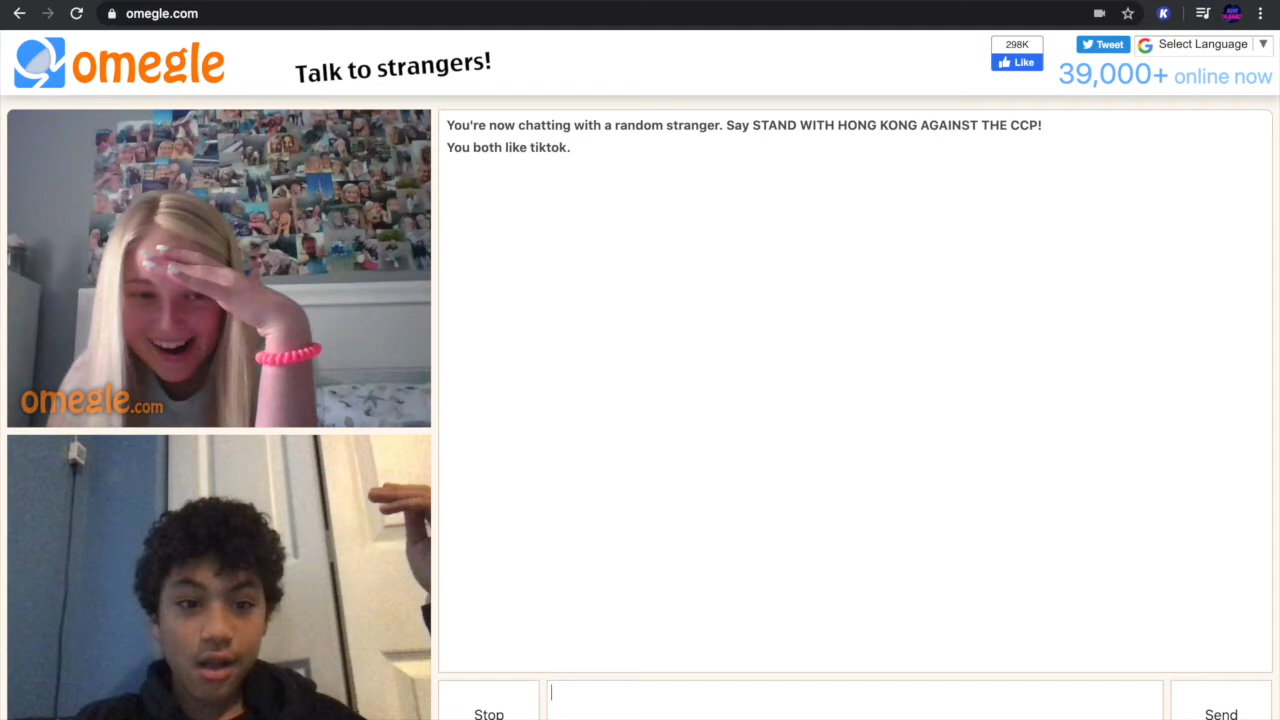 omegle.com
omegle
Talk to strangers!
298K
Like
Tweet
Select Language
39,000+ online now
You're now chatting with a random stranger. Say STAND WITH HONG KONG AGAINST THE CCP!
You both like tiktok.
omegle.com
Stop
Send